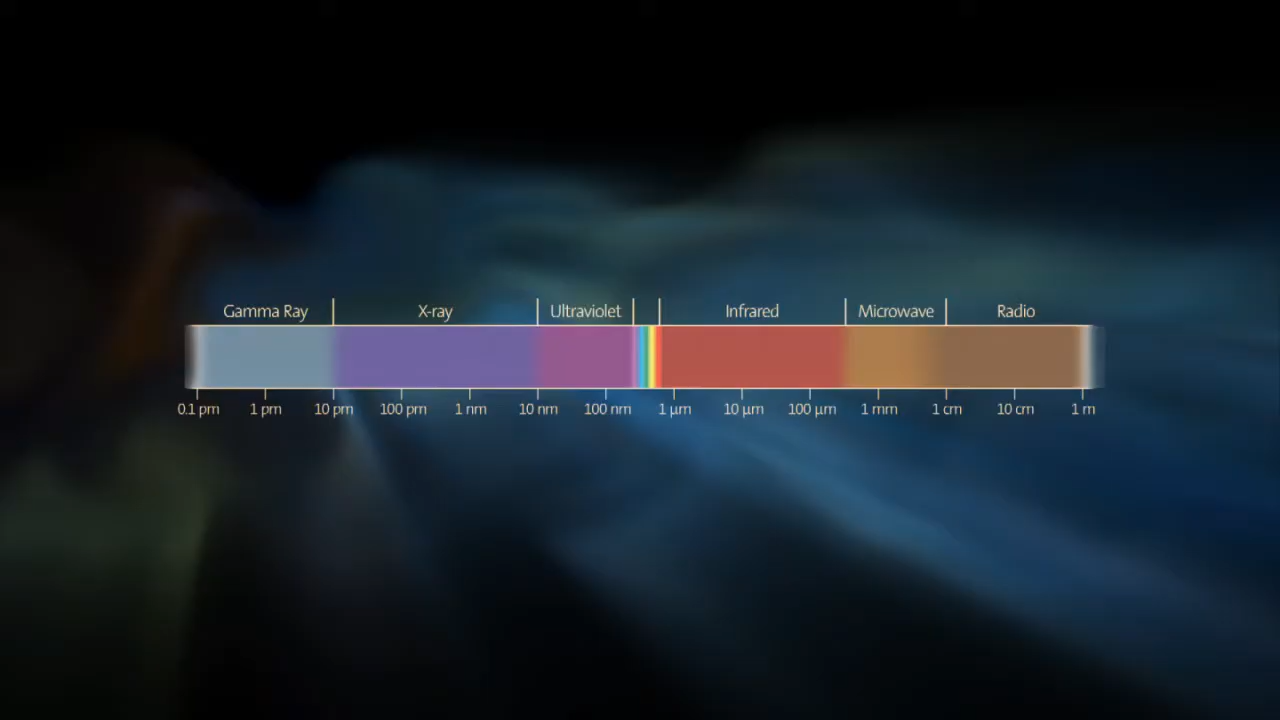 Gamma Ray X-ray Ultraviolet Infrared Microwave Radio
0.1 pm 1 pm 10 pm 100 pm 1 nm 10 nm 100 nm 1 μm 10 μm 100 μm 1 mm 1 cm 10 cm 1 m